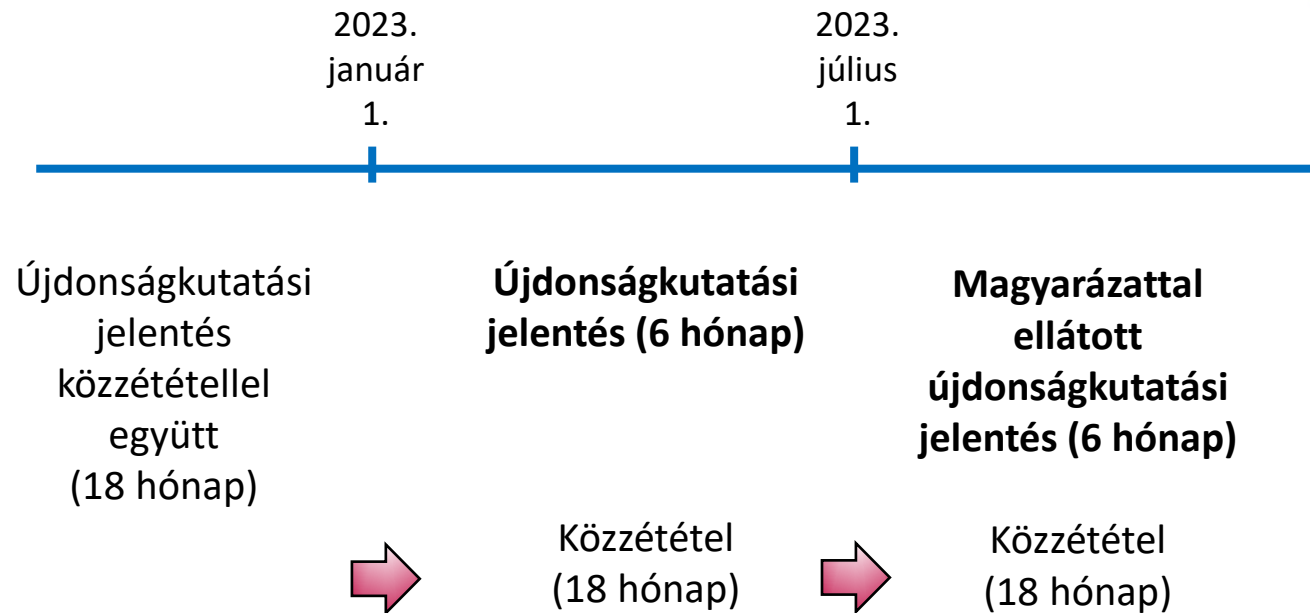 2023.
január
1.
2023.
július
1.
Újdonságkutatási
jelentés
közzététellel
együtt
(18 hónap)
Újdonságkutatási
jelentés (6 hónap)
Közzététel
(18 hónap)
Magyarázattal
ellátott
újdonságkutatási
jelentés (6 hónap)
Közzététel
(18 hónap)